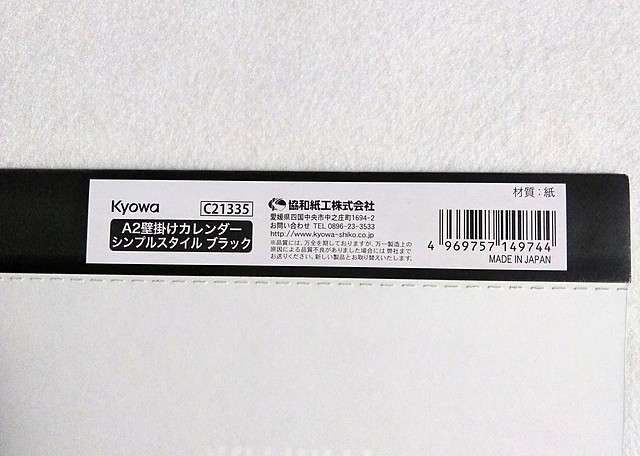 Kyowa
C21335
A2壁掛けカレンダー
シンプルスタイル ブラック
協和紙工株式会社
愛媛県四国中央市中之庄町1694-2
お問い合わせ TEL 0896-23-3533
http://www.kyowa-shiko.co.jp
※品質には、万全を期しておりますが、万一製造上の
原因による品質不良がありました場合には弊社まで
お送りください。新しい製品とお取り替えいたします。
材質：紙
4 969757 149744
MADE IN JAPAN